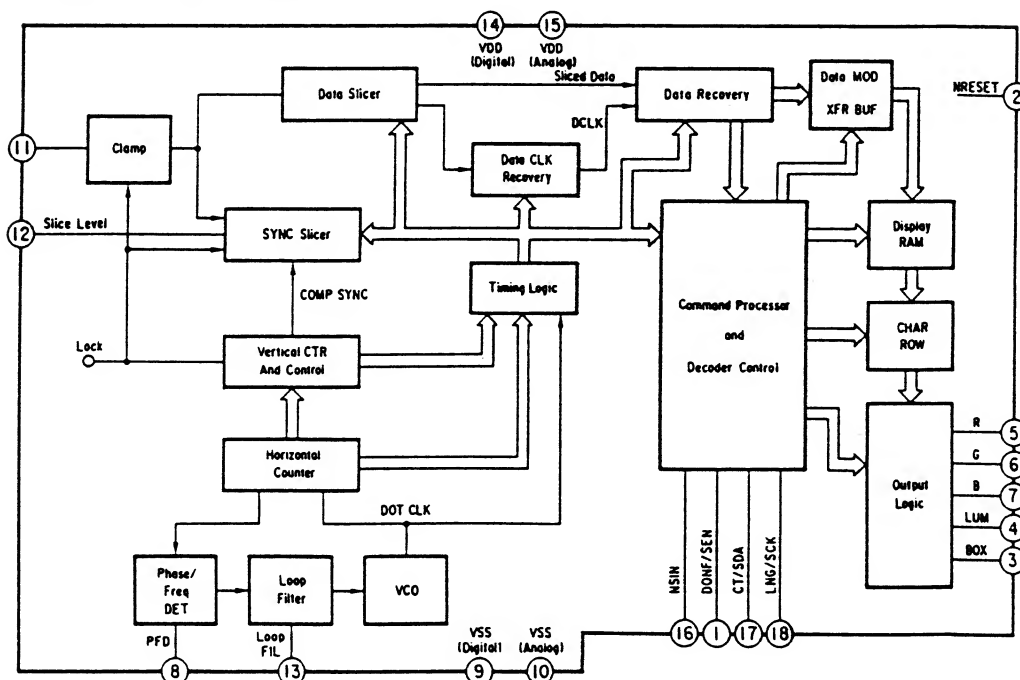 14
15
VDD
(Digital)
VDD
(Analog)
Sliced Data
Data Slicer
Data Recovery
Data MOD
XFR BUF
NRESET
2
DCLK
11
Clamp
Data CLK
Recovery
12
Slice Level
SYNC Slicer
Display
RAM
COMP SYNC
Timing Logic
Command Processor
and
Decoder Control
CHAR
ROW
Lock
Vertical CTR
And Control
Horizontal
Counter
Output
Logic
R
5
G
6
B
7
LUM
4
BOX
3
DOT CLK
Phase/
Freq
DET
Loop
Filter
VCO
NSIN
DONF/SEN
CT/SDA
LNG/SCK
PFD
Loop
FIL
VSS
(Digital)
VSS
(Analog)
16
1
17
18
8
13
9
10